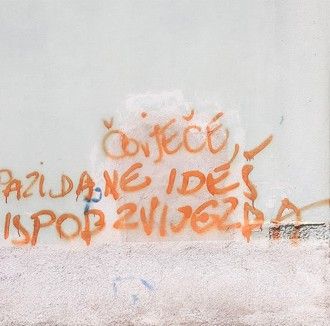 ČOVJEČE,
PAZI DA NE IDEŠ
ISPOD ZVIJEZDA